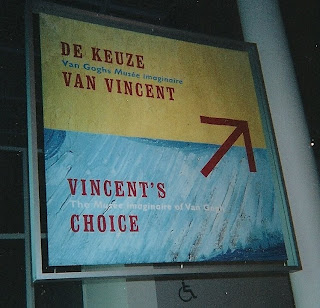 DE KEUZE
Van Goghs Musée imaginaire
VAN VINCENT
VINCENT'S
The Musée imaginaire of Van Gogh
CHOICE